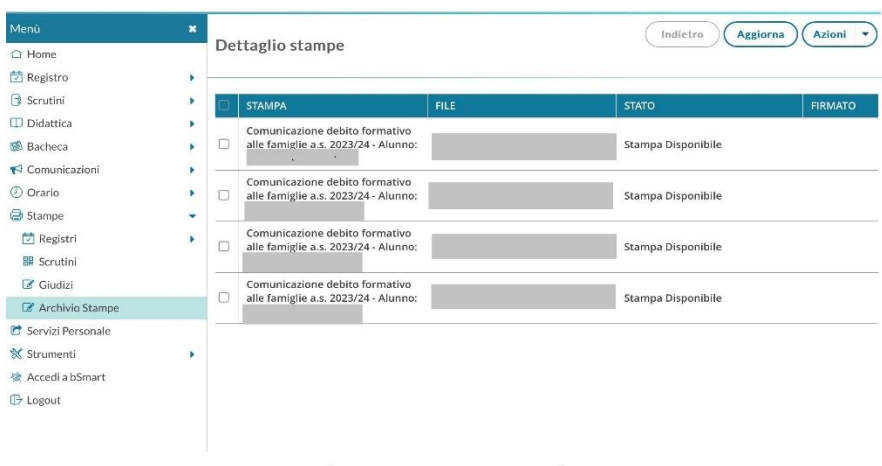 Menù
Home
Registro
Scrutini
Didattica
Bacheca
Comunicazioni
Orario
Stampe
Registri
Scrutini
Giudizi
Archivio Stampe
Servizi Personale
Strumenti
Accedi a bSmart
Logout
Dettaglio stampe
Indietro
Aggiorna
Azioni
STAMPA FILE STATO FIRMATO
Comunicazione debito formativo
alle famiglie a.s. 2023/24 - Alunno:
Stampa Disponibile
Comunicazione debito formativo
alle famiglie a.s. 2023/24 - Alunno:
Stampa Disponibile
Comunicazione debito formativo
alle famiglie a.s. 2023/24 - Alunno:
Stampa Disponibile
Comunicazione debito formativo
alle famiglie a.s. 2023/24 - Alunno:
Stampa Disponibile